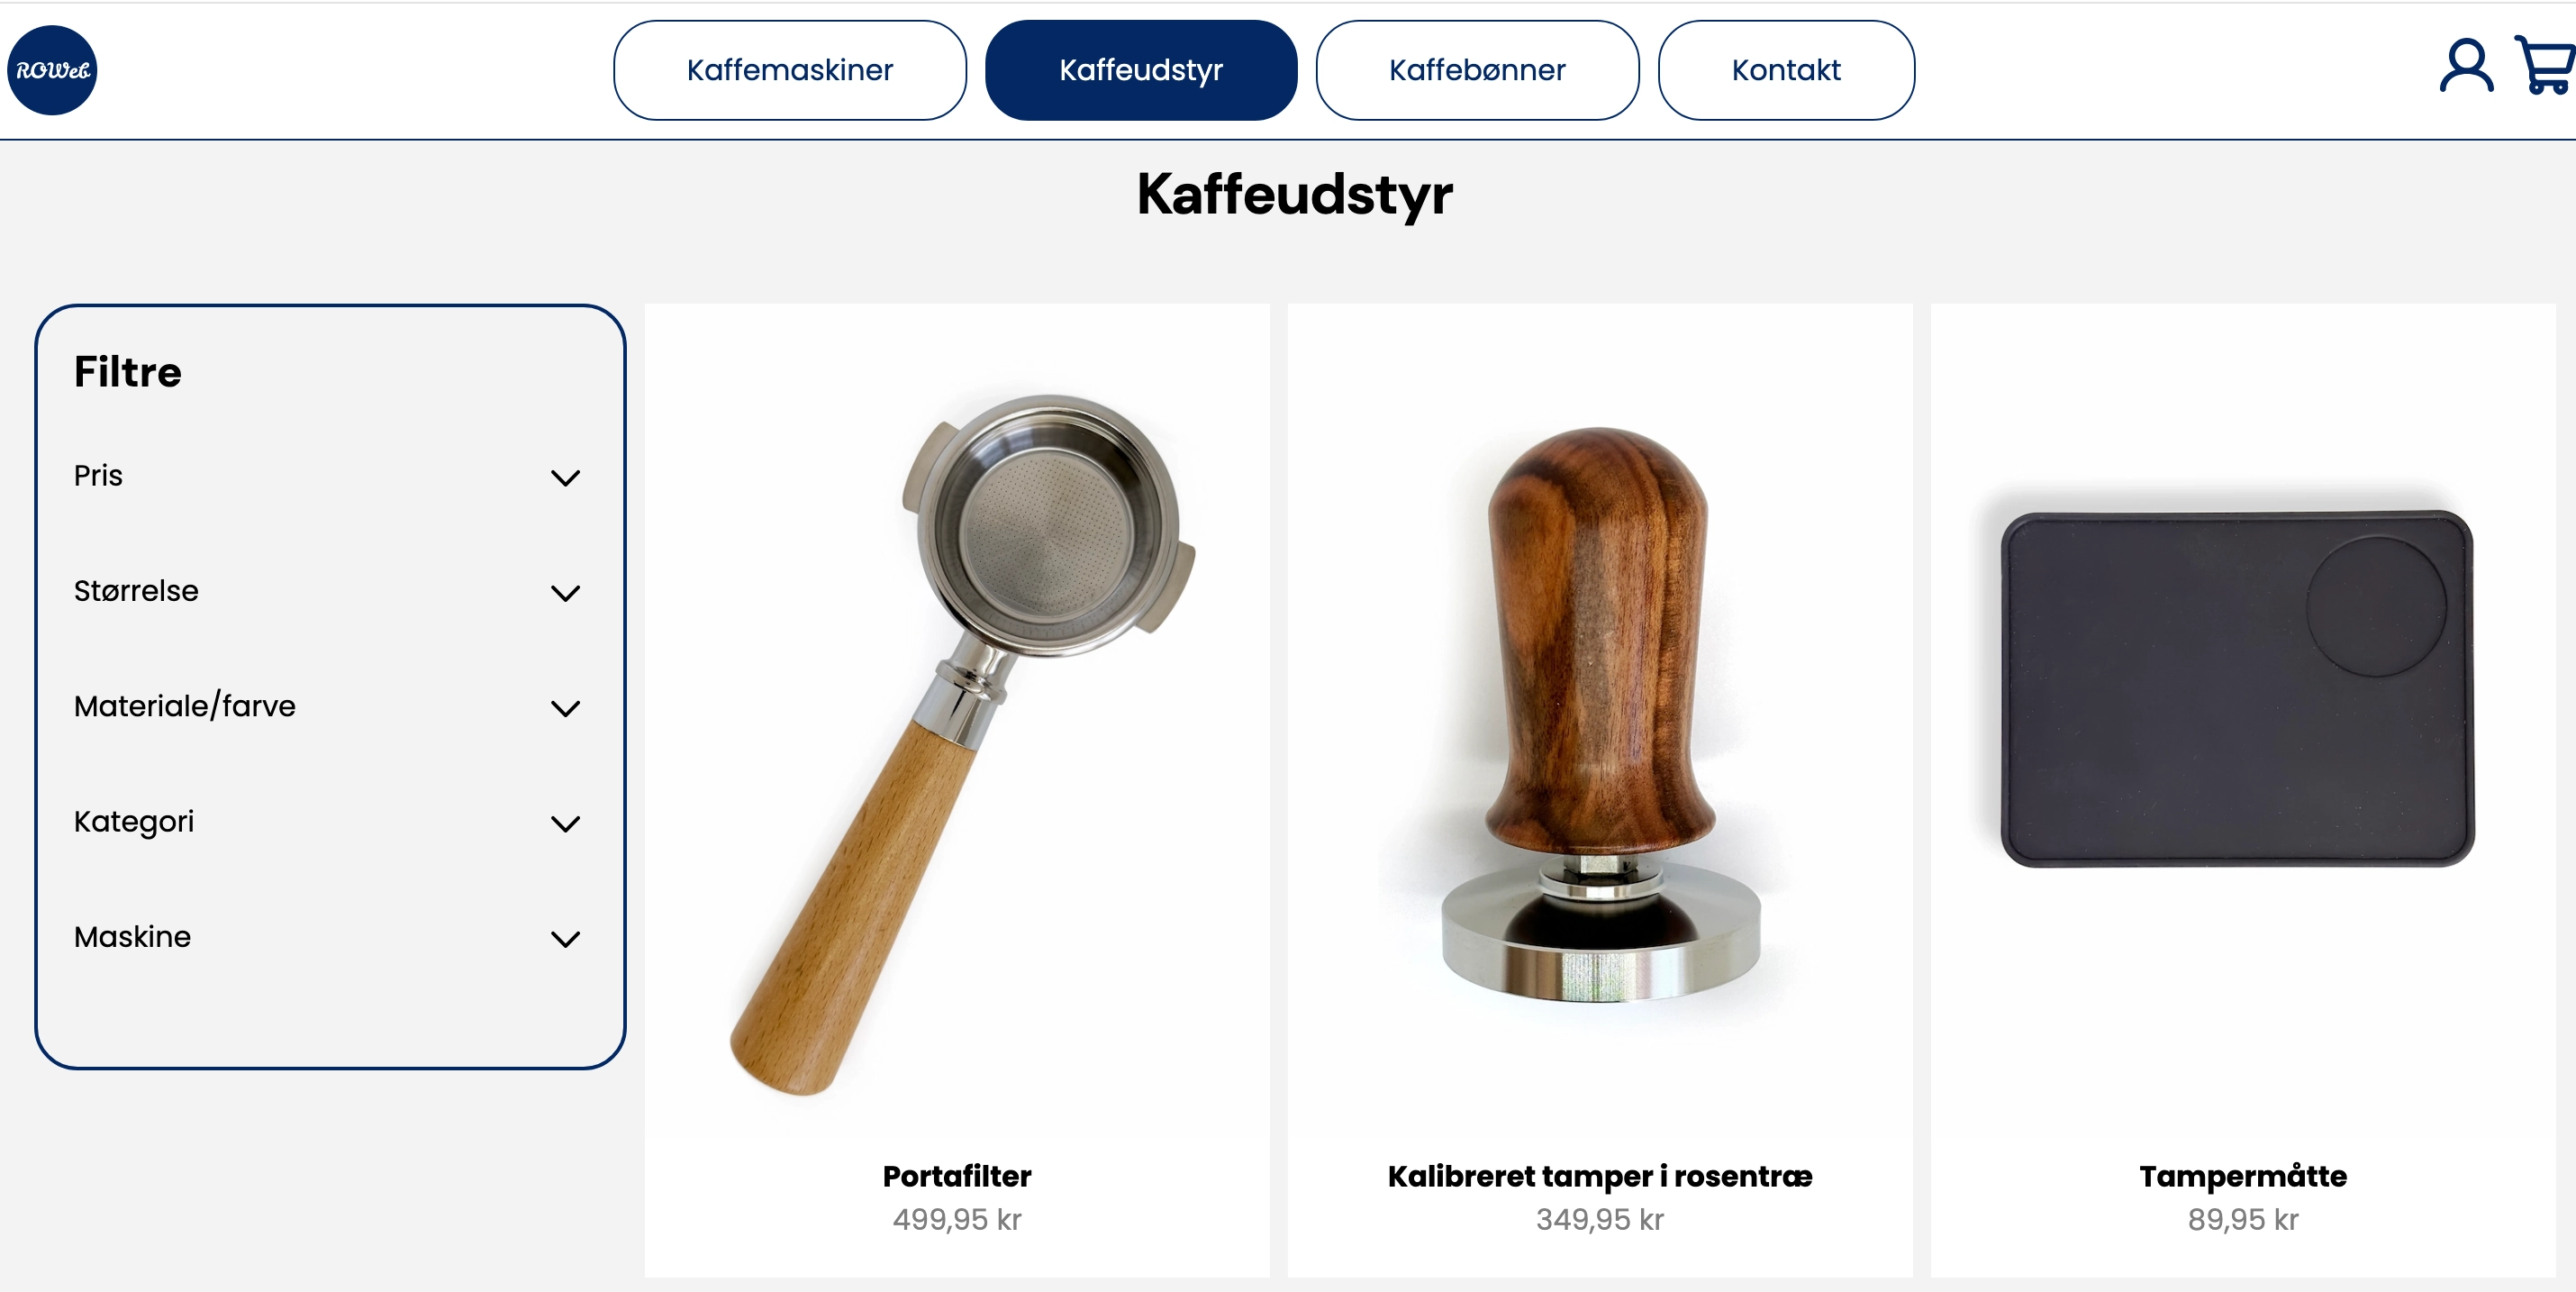 ROWeb
Kaffemaskiner
Kaffeudstyr
Kaffebønner
Kontakt
Kaffeudstyr
Filtre
Pris
Størrelse
Materiale/farve
Kategori
Maskine
Portafilter
499,95 kr
Kalibreret tamper i rosentræ
349,95 kr
Tampermåtte
89,95 kr